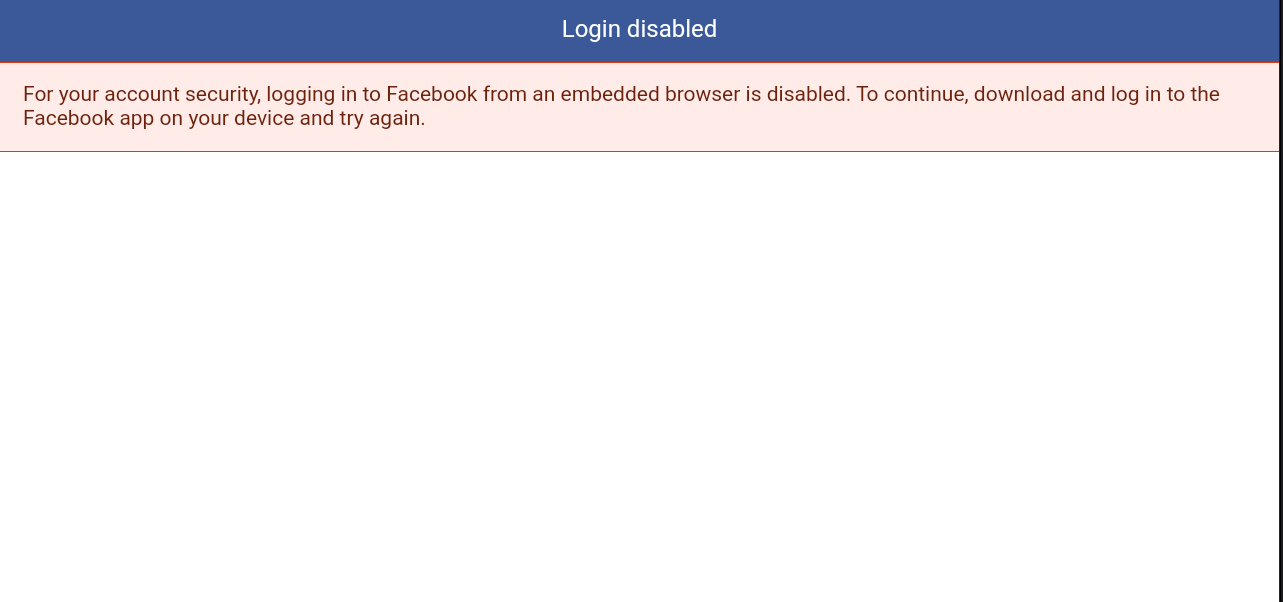 Login disabled
For your account security, logging in to Facebook from an embedded browser is disabled. To continue, download and log in to the
Facebook app on your device and try again.